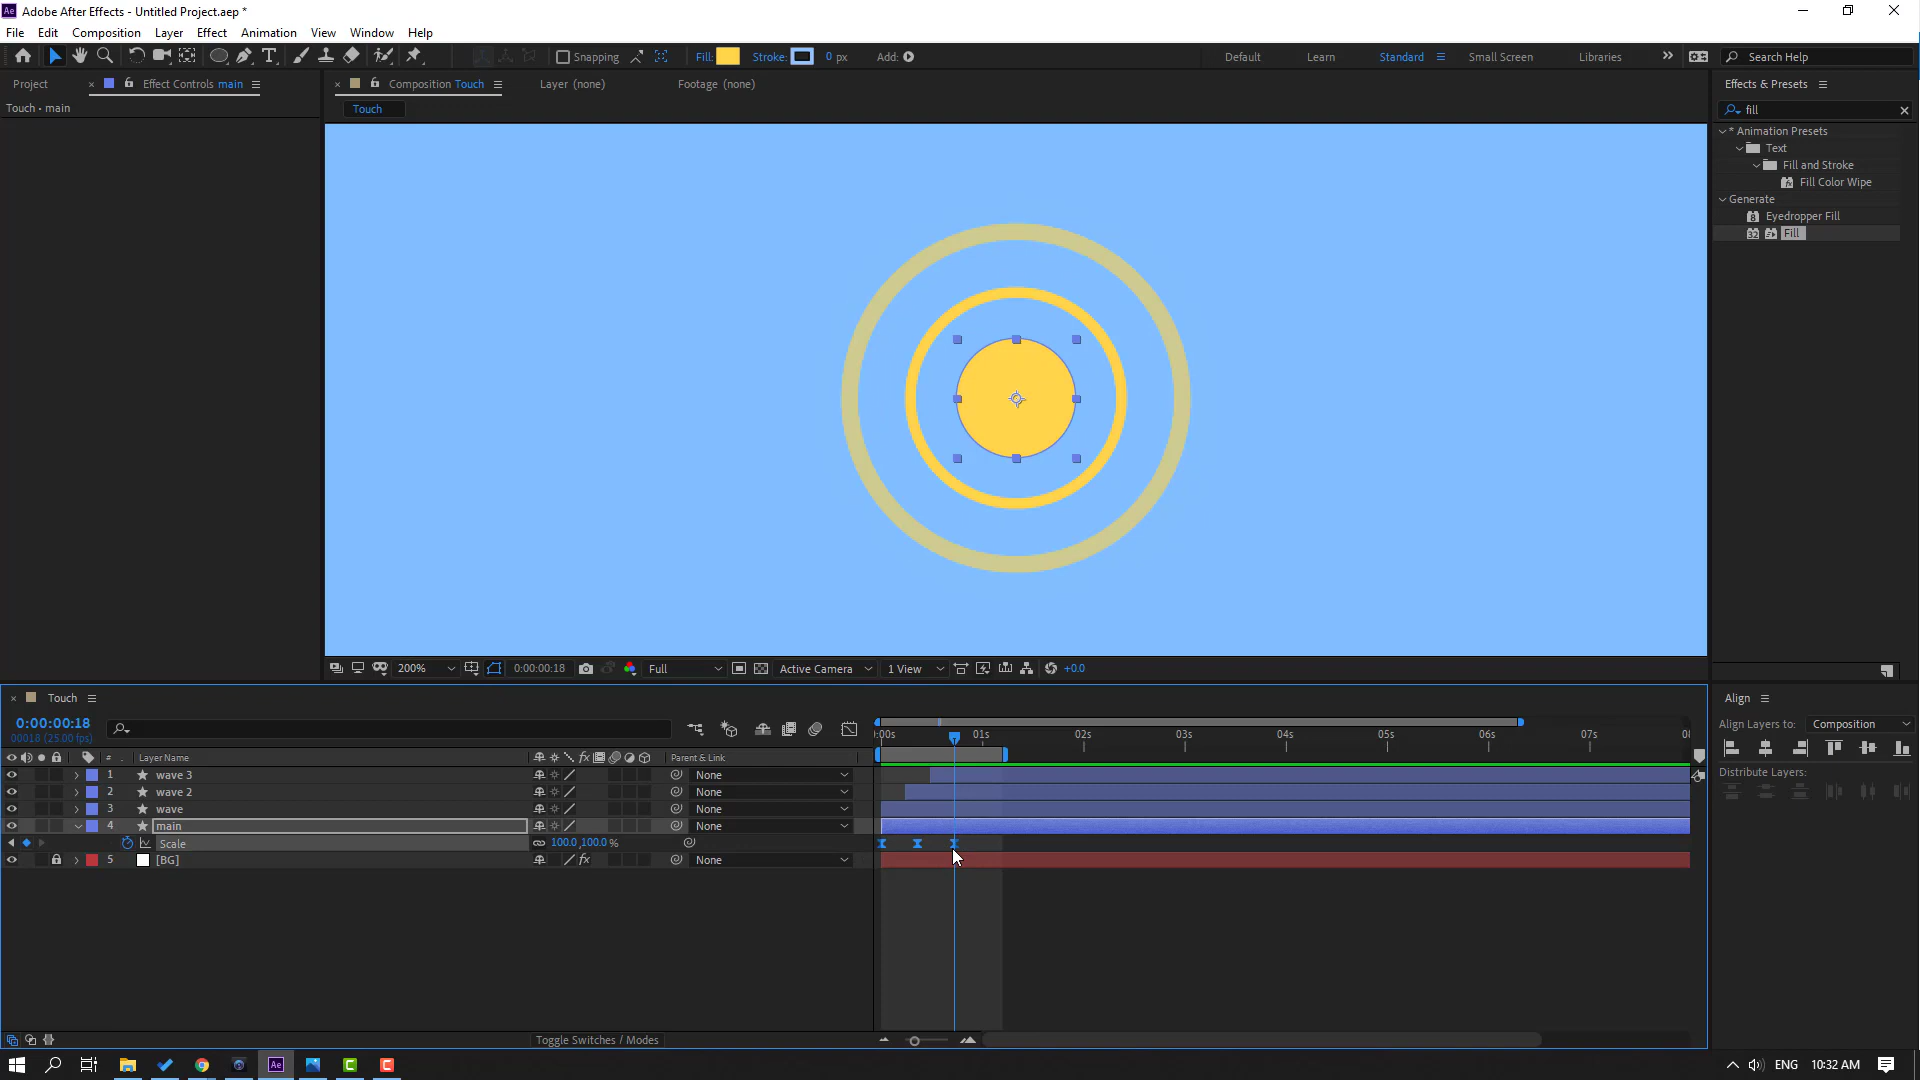 Adobe After Effects - Untitled Project.aep *
File Edit Composition Layer Effect Animation View Window Help
Snapping Fill: Stroke: 0 px Add: Default Learn Standard Small Screen Libraries Search Help
Project Effect Controls main Composition Touch Layer (none) Footage (none) Effects & Presets
Touch • main Touch fill
* Animation Presets
Text
Fill and Stroke
Fill Color Wipe
Generate
Eyedropper Fill
Fill
200% 0:00:00:18 Full Active Camera 1 View +0.0
Touch Align
0:00:00:18 Align Layers to: Composition
00018 (25.00 fps) :00s 01s 02s 03s 04s 05s 06s 07s
# Layer Name Parent & Link
Distribute Layers:
1 wave 3 None
2 wave 2 None
3 wave None
4 main None
Scale 100.0,100.0 %
5 [BG] None
Toggle Switches / Modes
ENG 10:32 AM